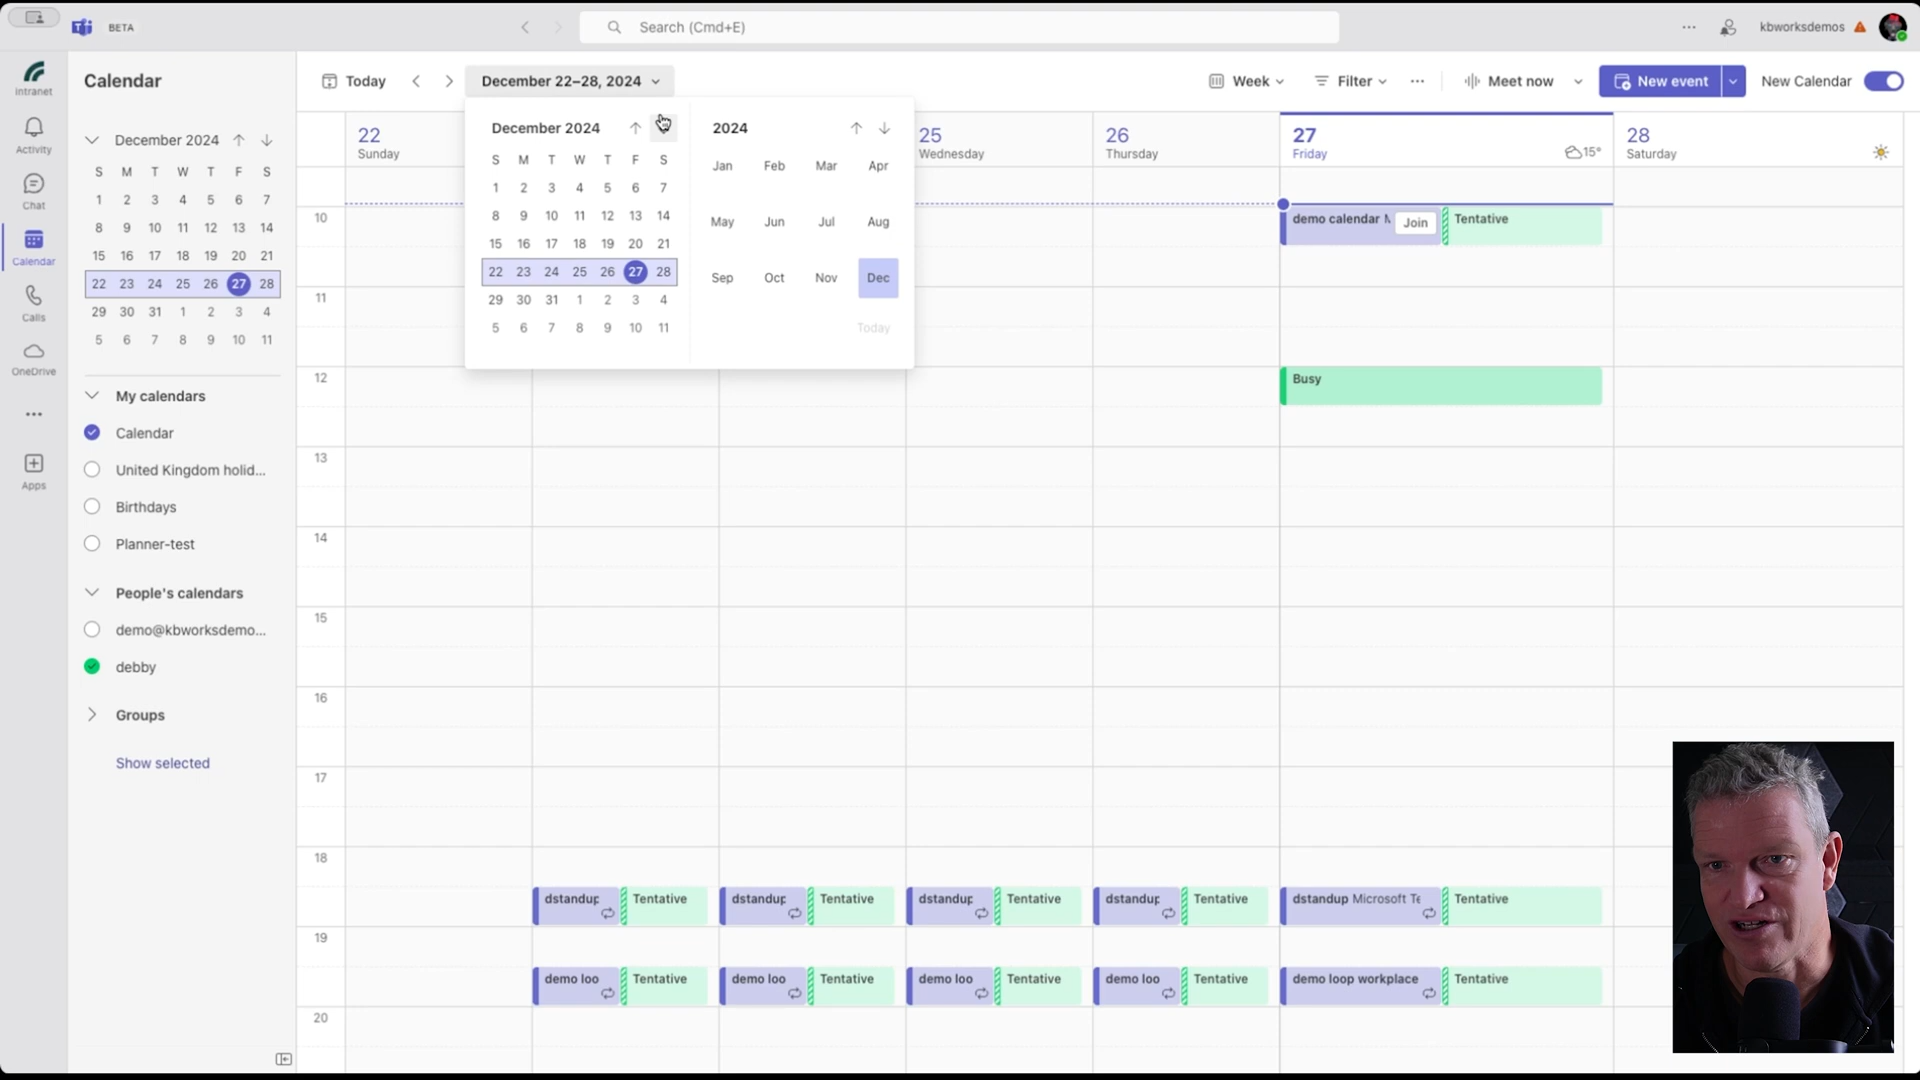 BETA
Search (Cmd+E)
kbworksdemos
Intranet
Activity
Chat
Calendar
Calls
OneDrive
Apps
Calendar
December 2024
S M T W T F S
1 2 3 4 5 6 7
8 9 10 11 12 13 14
15 16 17 18 19 20 21
22 23 24 25 26 27 28
29 30 31 1 2 3 4
5 6 7 8 9 10 11
My calendars
Calendar
United Kingdom holid...
Birthdays
Planner-test
People's calendars
demo@kbworksdemo...
debby
Groups
Show selected
Today
December 22–28, 2024
Week
Filter
Meet now
New event
New Calendar
December 2024
S M T W T F S
1 2 3 4 5 6 7
8 9 10 11 12 13 14
15 16 17 18 19 20 21
22 23 24 25 26 27 28
29 30 31 1 2 3 4
5 6 7 8 9 10 11
2024
Jan Feb Mar Apr
May Jun Jul Aug
Sep Oct Nov Dec
Today
22
Sunday
25
Wednesday
26
Thursday
27
Friday
15°
28
Saturday
10
demo calendar
Join
Tentative
11
12
Busy
13
14
15
16
17
18
dstandup Tentative dstandup Tentative dstandup Tentative dstandup Tentative dstandup Microsoft Te Tentative
19
demo loo Tentative demo loo Tentative demo loo Tentative demo loo Tentative demo loop workplace Tentative
20